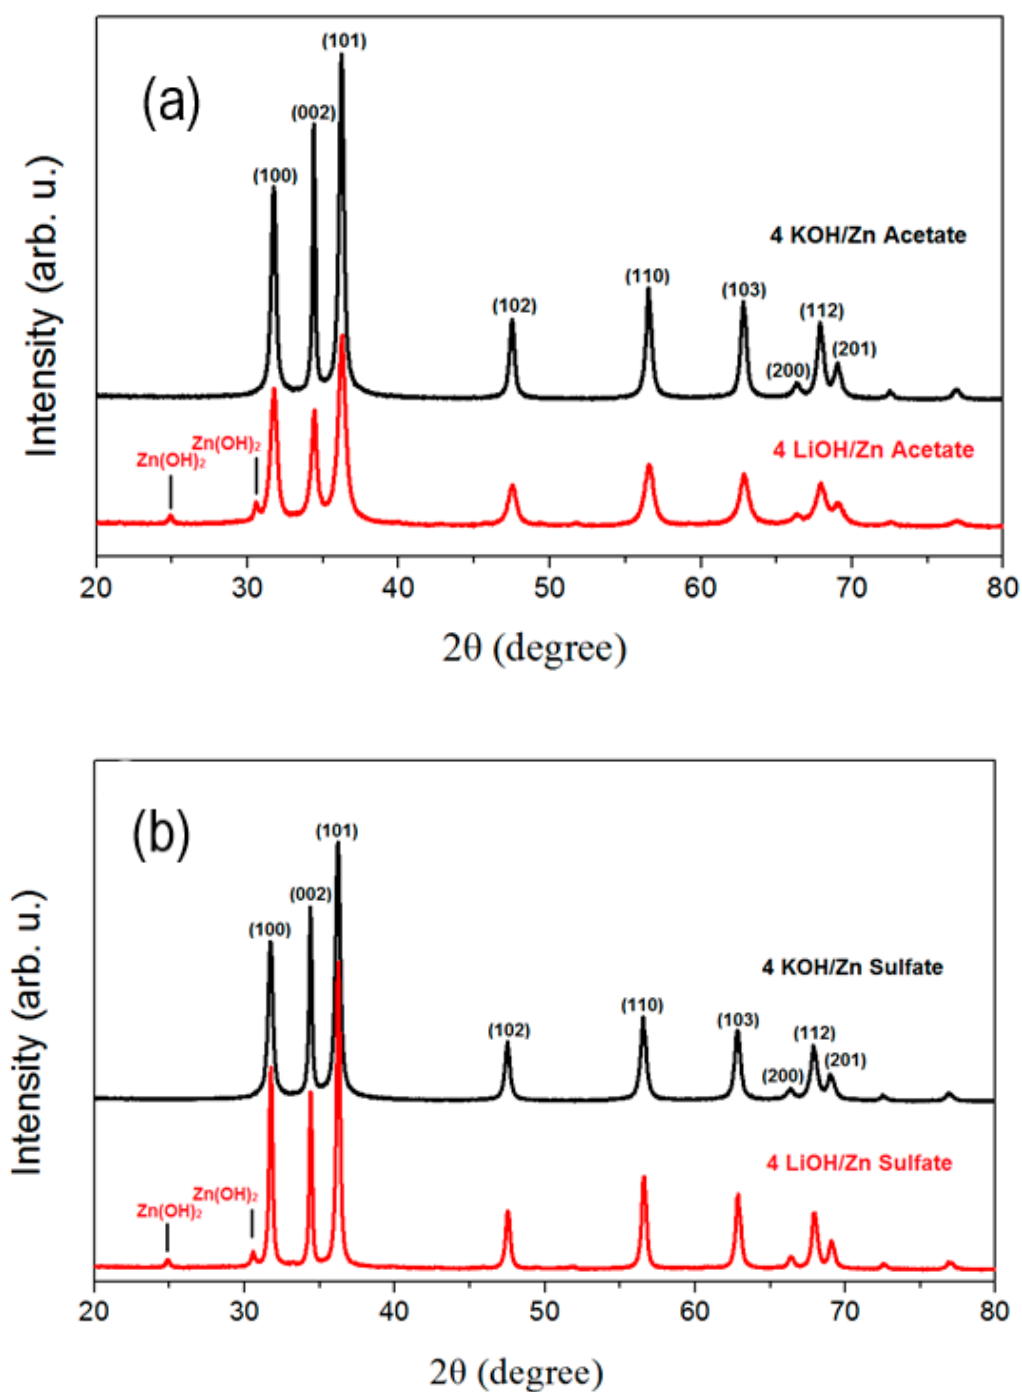 (a)
(101)
(002)
(100)
4 KOH/Zn Acetate
(110)
(103)
(102)
(112)
(201)
(200)
Zn(OH)₂
Zn(OH)₂
4 LiOH/Zn Acetate
Intensity (arb. u.)
20 30 40 50 60 70 80
2θ (degree)
(b)
(101)
(002)
(100)
4 KOH/Zn Sulfate
(110)
(103)
(102)
(112)
(201)
(200)
4 LiOH/Zn Sulfate
Zn(OH)₂
Zn(OH)₂
Intensity (arb. u.)
20 30 40 50 60 70 80
2θ (degree)